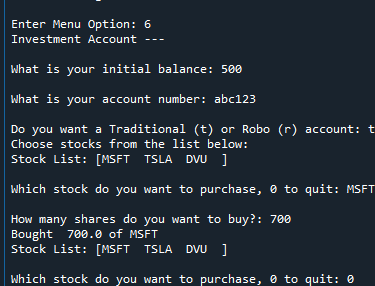 Enter Menu Option: 6
Investment Account ---
What is your initial balance: 500
What is your account number: abc123
Do you want a Traditional (t) or Robo (r) account: t
Choose stocks from the list below:
Stock List: [MSFT  TSLA  DVU  ]
Which stock do you want to purchase, 0 to quit: MSFT
How many shares do you want to buy?: 700
Bought  700.0 of MSFT
Stock List: [MSFT  TSLA  DVU  ]
Which stock do you want to purchase, 0 to quit: 0